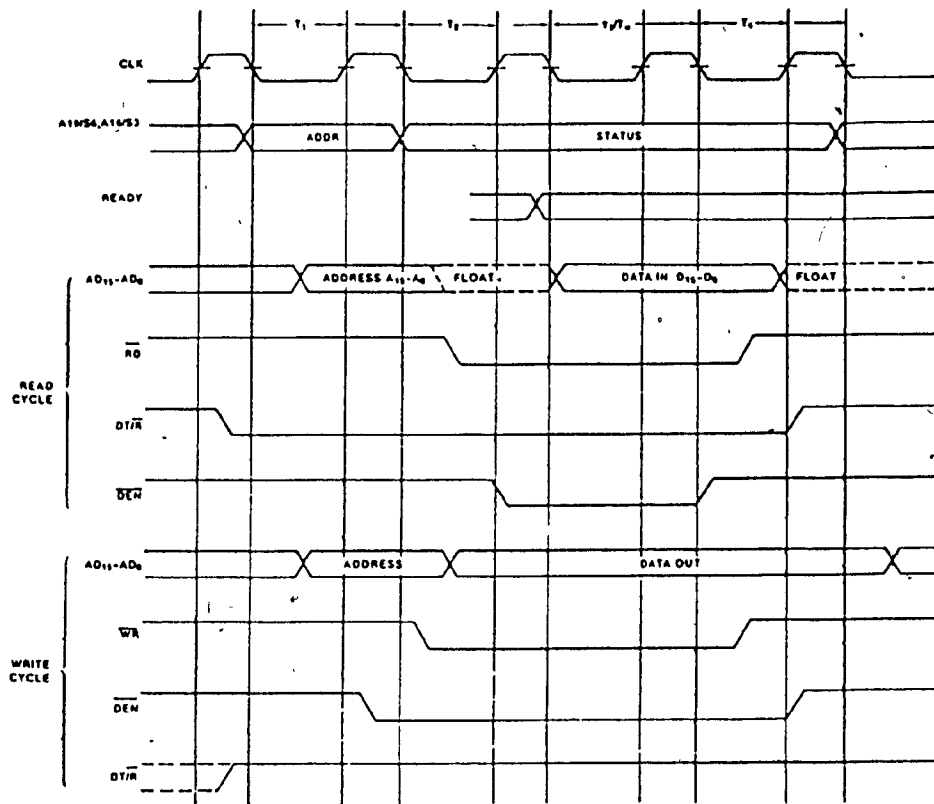 T₁ T₂ T₃/Tw T₄
CLK
A19/S6,A16/S3 ADDR STATUS
READY
READ CYCLE
AD₁₅-AD₀ ADDRESS A₁₅-A₀ FLOAT DATA IN D₁₅-D₀ FLOAT
RD
DT/R
DEN
WRITE CYCLE
AD₁₅-AD₀ ADDRESS DATA OUT
WR
DEN
DT/R